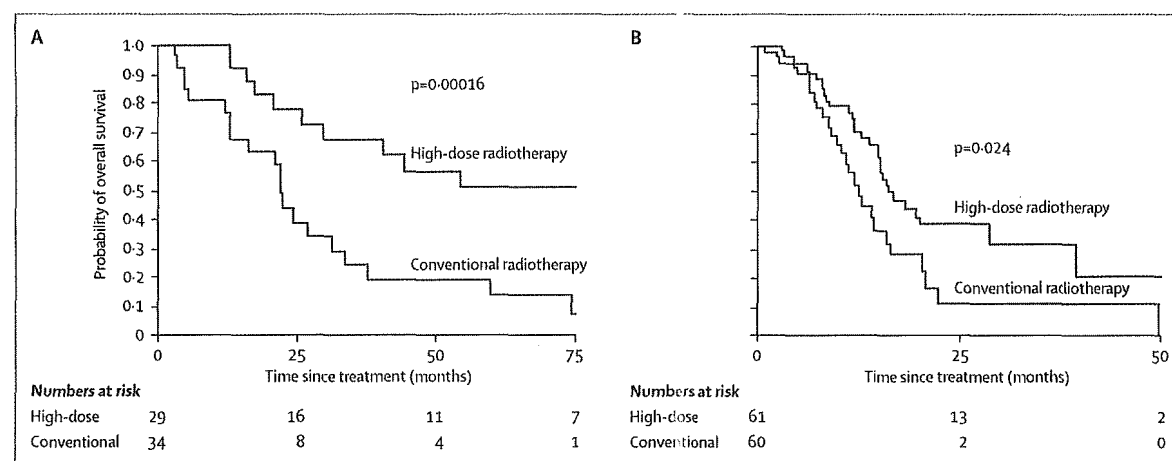 A
Probability of overall survival
1·0
0·9
0·8
0·7
0·6
0·5
0·4
0·3
0·2
0·1
0
p=0·00016
High-dose radiotherapy
Conventional radiotherapy
0 25 50 75
Time since treatment (months)
Numbers at risk
High-dose 29 16 11 7
Conventional 34 8 4 1
B
p=0·024
High-dose radiotherapy
Conventional radiotherapy
0 25 50
Time since treatment (months)
Numbers at risk
High-dose 61 13 2
Conventional 60 2 0